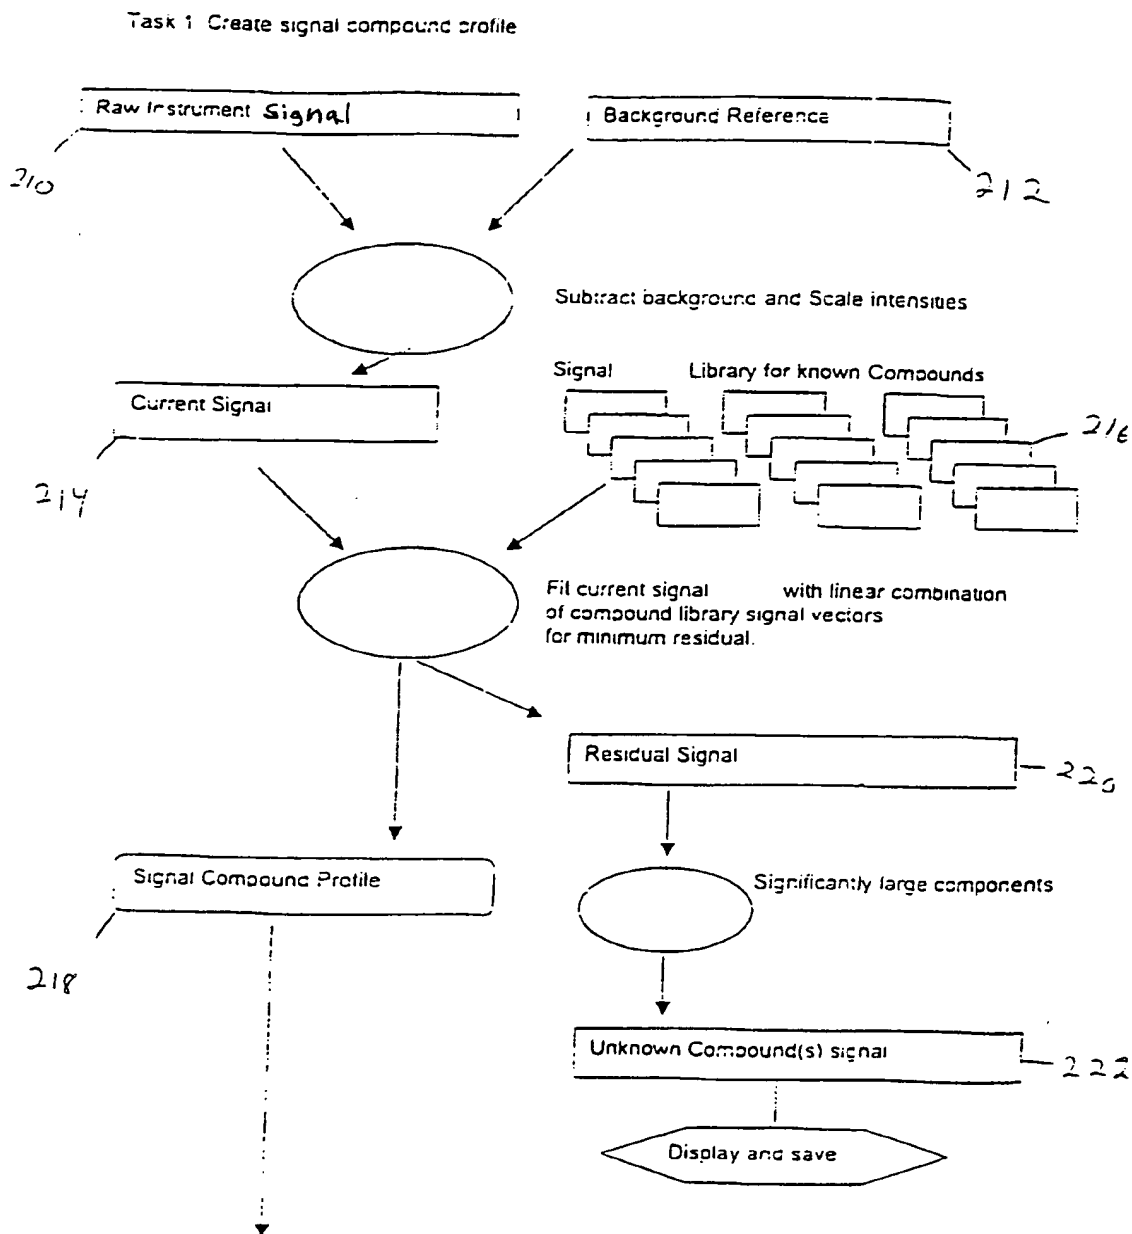 Task 1 Create signal compound profile
Raw Instrument Signal
Background Reference
210
212
Subtract background and Scale intensities
Signal Library for known Compounds
Current Signal
216
214
Fit current signal with linear combination
of compound library signal vectors
for minimum residual.
Residual Signal
220
Signal Compound Profile
Significantly large components
218
Unknown Compound(s) signal
222
Display and save